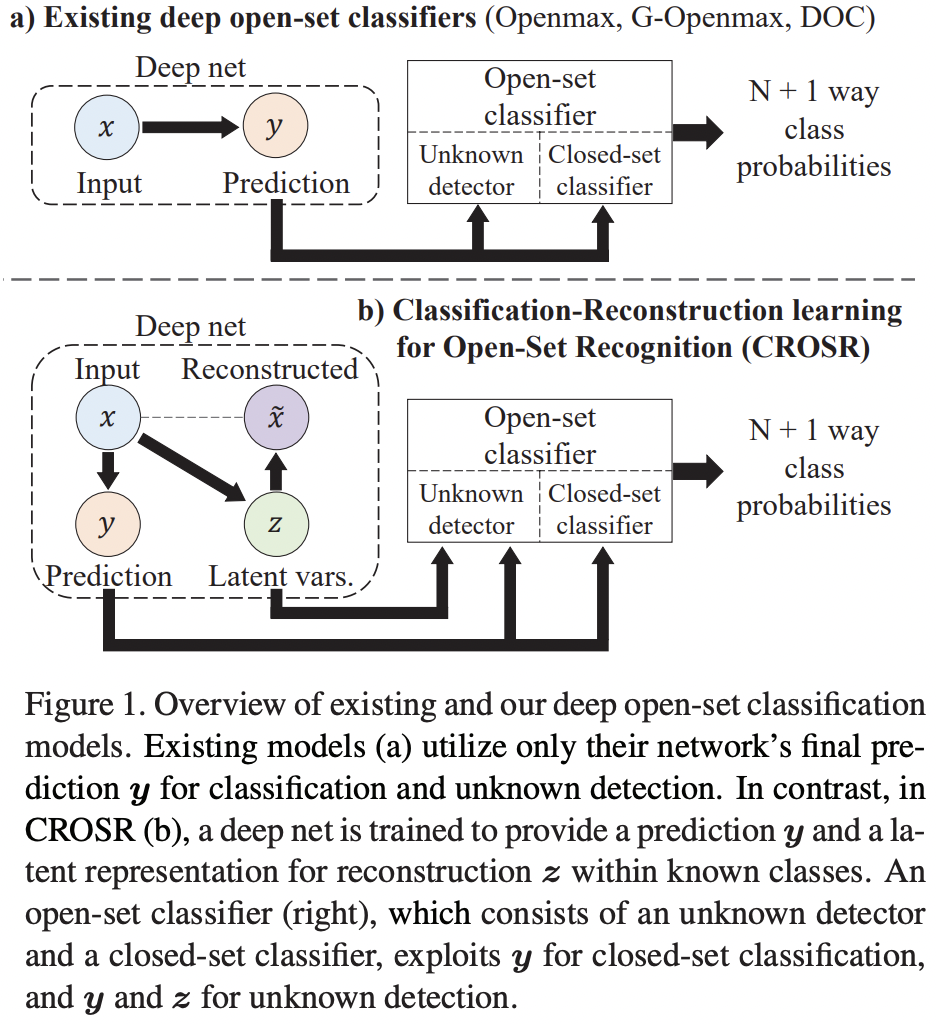 a) Existing deep open-set classifiers (Openmax, G-Openmax, DOC)
Deep net
x
y
Input
Prediction
Open-set
classifier
Unknown
detector
Closed-set
classifier
N + 1 way
class
probabilities
b) Classification-Reconstruction learning
for Open-Set Recognition (CROSR)
Deep net
Input
Reconstructed
x
x̃
y
z
Prediction
Latent vars.
Open-set
classifier
Unknown
detector
Closed-set
classifier
N + 1 way
class
probabilities
Figure 1. Overview of existing and our deep open-set classification
models. Existing models (a) utilize only their network's final pre-
diction y for classification and unknown detection. In contrast, in
CROSR (b), a deep net is trained to provide a prediction y and a la-
tent representation for reconstruction z within known classes. An
open-set classifier (right), which consists of an unknown detector
and a closed-set classifier, exploits y for closed-set classification,
and y and z for unknown detection.